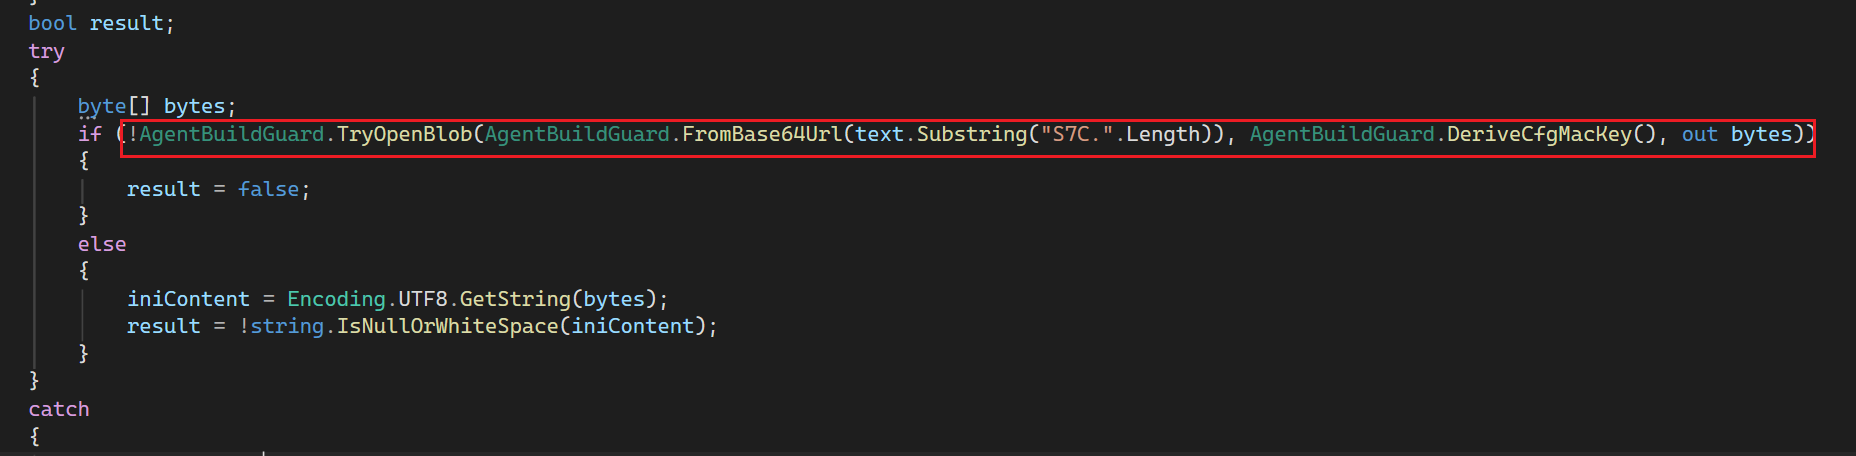 }
bool result;
try
{
byte[] bytes;
if (!AgentBuildGuard.TryOpenBlob(AgentBuildGuard.FromBase64Url(text.Substring("S7C.".Length)), AgentBuildGuard.DeriveCfgMacKey(), out bytes))
{
result = false;
}
else
{
iniContent = Encoding.UTF8.GetString(bytes);
result = !string.IsNullOrWhiteSpace(iniContent);
}
}
catch
{